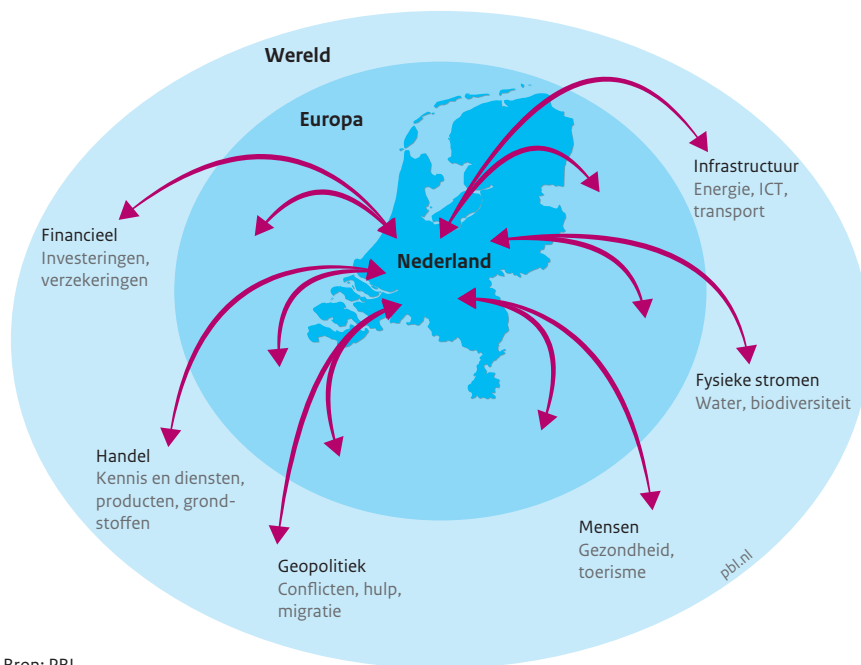 Wereld
Europa
Nederland
Infrastructuur
Energie, ICT,
transport
Financieel
Investeringen,
verzekeringen
Fysieke stromen
Water, biodiversiteit
Handel
Kennis en diensten,
producten, grond-
stoffen
Mensen
Gezondheid,
toerisme
Geopolitiek
Conflicten, hulp,
migratie
pbl.nl
Bron: PBL